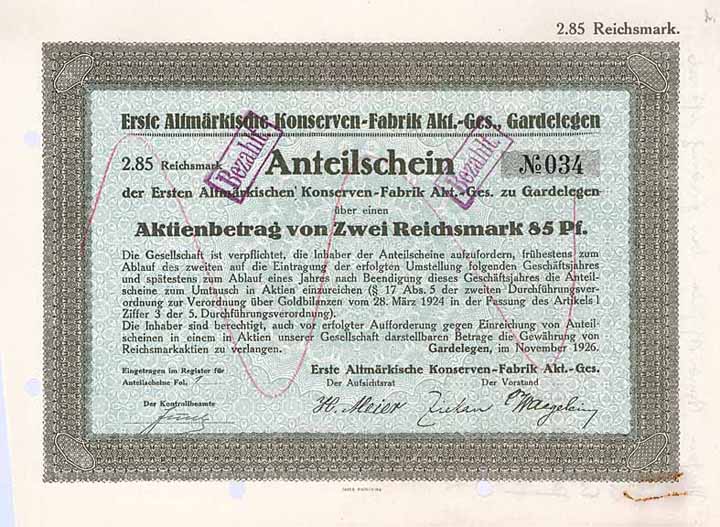 2.85 Reichsmark.
Erste Altmärkische Konserven-Fabrik Akt.-Ges., Gardelegen
2.85 Reichsmark Anteilschein № 034
Bezahlt. Bezahlt.
der Ersten Altmärkischen Konserven-Fabrik Akt.-Ges. zu Gardelegen
über einen
Aktienbetrag von Zwei Reichsmark 85 Pf.
Die Gesellschaft ist verpflichtet, die Inhaber der Anteilscheine aufzufordern, frühestens zum
Ablauf des zweiten auf die Eintragung der erfolgten Umstellung folgenden Geschäftsjahres
und spätestens zum Ablauf eines Jahres nach Beendigung dieses Geschäftsjahres die Anteil-
scheine zum Umtausch in Aktien einzureichen (§ 17 Abs. 5 der zweiten Durchführungsver-
ordnung zur Verordnung über Goldbilanzen vom 28. März 1924 in der Fassung des Artikels 1
Ziffer 3 der 5. Durchführungsverordnung).
Die Inhaber sind berechtigt, auch vor erfolgter Aufforderung gegen Einreichung von Anteil-
scheinen in einem in Aktien unserer Gesellschaft darstellbaren Betrage die Gewährung von
Reichsmarkaktien zu verlangen. Gardelegen, im November 1926.
Eingetragen im Register für
Anteilscheine Fol. 1
Erste Altmärkische Konserven-Fabrik Akt.-Ges.
Der Aufsichtsrat Der Vorstand
Der Kontrollbeamte
H. Meier